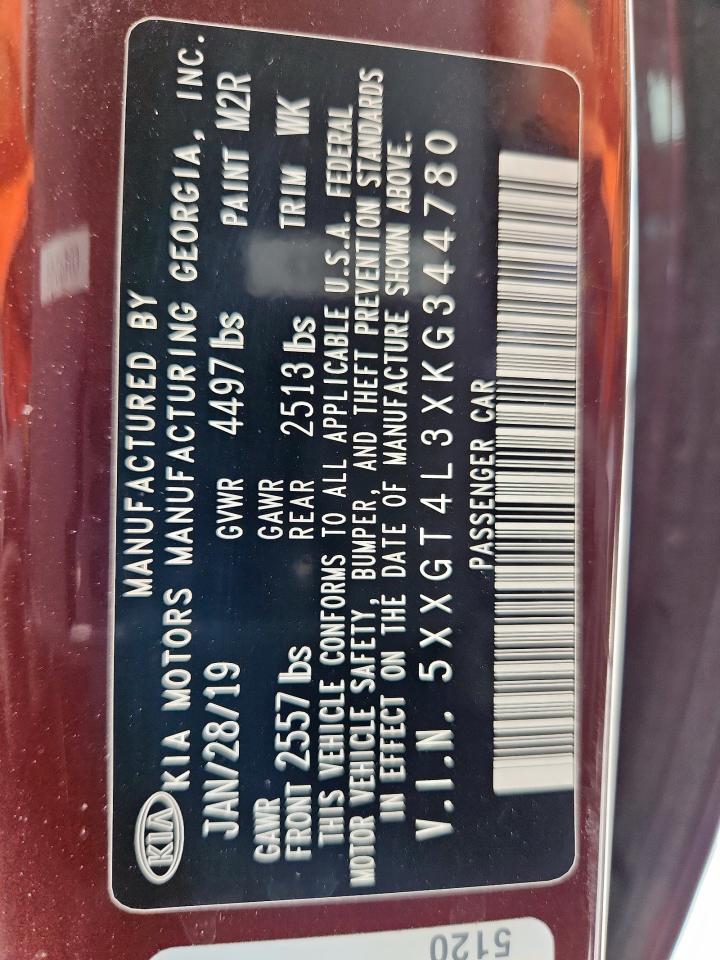 MANUFACTURED BY
KIA KIA MOTORS MANUFACTURING GEORGIA, INC.
JAN/28/19 GVWR 4497 lbs PAINT M2R
GAWR FRONT 2557 lbs GAWR REAR 2513 lbs TRIM WK
THIS VEHICLE CONFORMS TO ALL APPLICABLE U.S.A. FEDERAL
MOTOR VEHICLE SAFETY, BUMPER, AND THEFT PREVENTION STANDARDS
IN EFFECT ON THE DATE OF MANUFACTURE SHOWN ABOVE.
V.I.N. 5XXGT4L3XKG344780
PASSENGER CAR
5120